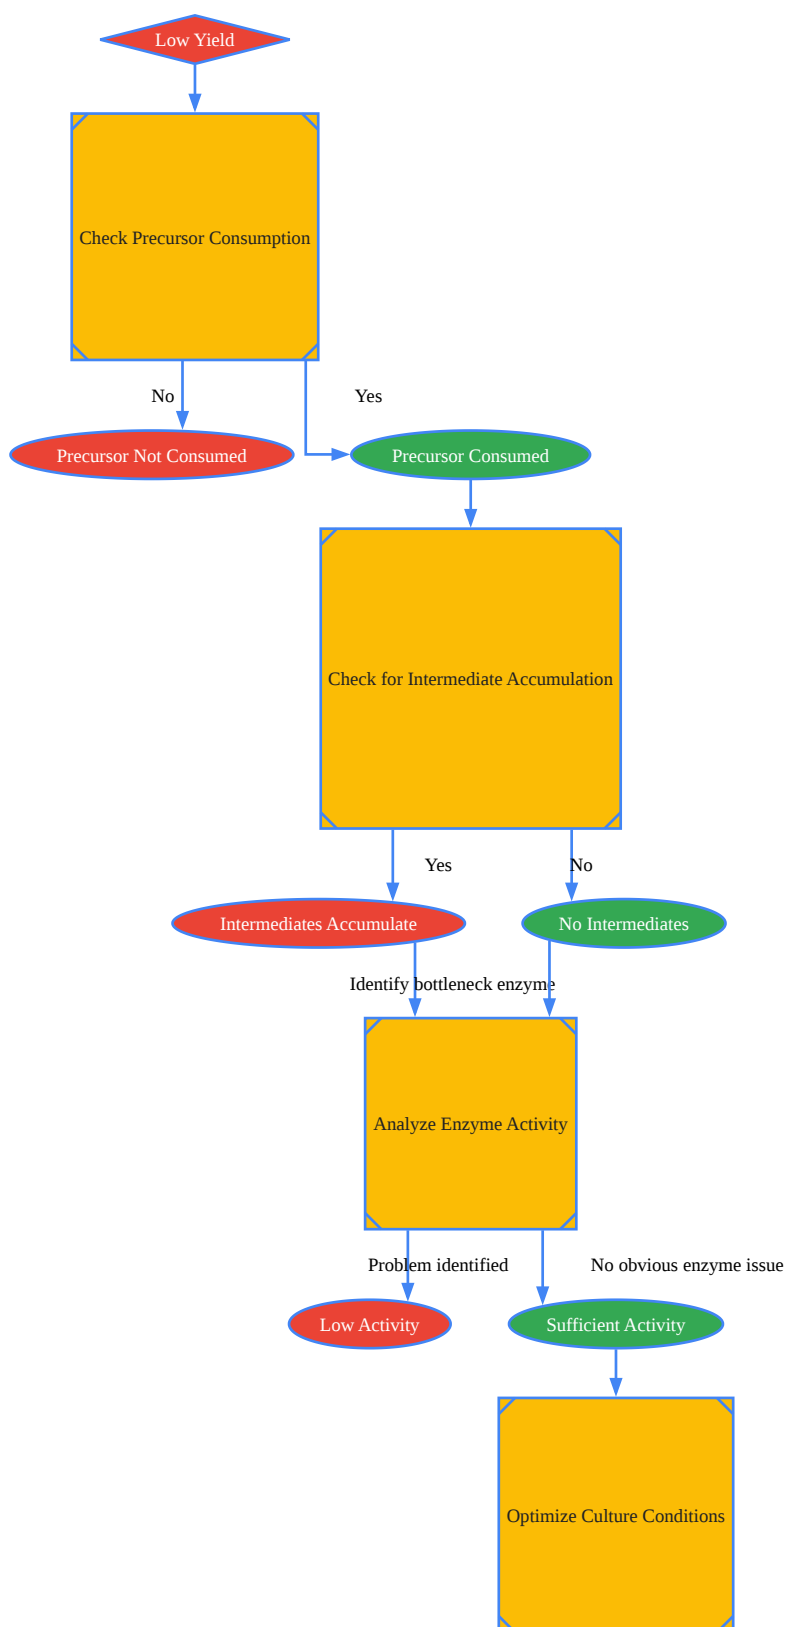 Low Yield
Check Precursor Consumption
No
Yes
Precursor Not Consumed
Precursor Consumed
Check for Intermediate Accumulation
Yes
No
Intermediates Accumulate
No Intermediates
Identify bottleneck enzyme
Analyze Enzyme Activity
Problem identified
No obvious enzyme issue
Low Activity
Sufficient Activity
Optimize Culture Conditions